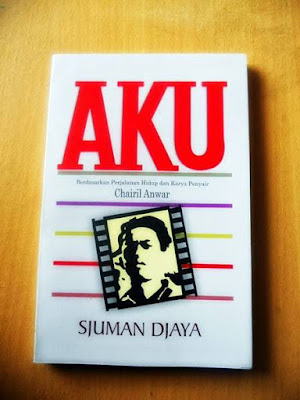 AKU
Berdasarkan Perjalanan Hidup dan Karya Penyair
Chairil Anwar
SJUMAN DJAYA